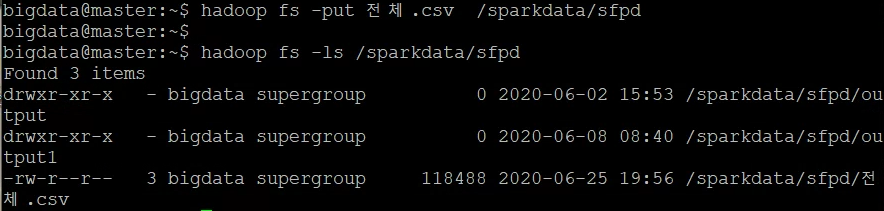 bigdata@master:~$ hadoop fs -put 전체.csv  /sparkdata/sfpd
bigdata@master:~$
bigdata@master:~$ hadoop fs -ls /sparkdata/sfpd
Found 3 items
drwxr-xr-x   - bigdata supergroup          0 2020-06-02 15:53 /sparkdata/sfpd/ou
tput
drwxr-xr-x   - bigdata supergroup          0 2020-06-08 08:40 /sparkdata/sfpd/ou
tput1
-rw-r--r--   3 bigdata supergroup     118488 2020-06-25 19:56 /sparkdata/sfpd/전
체.csv